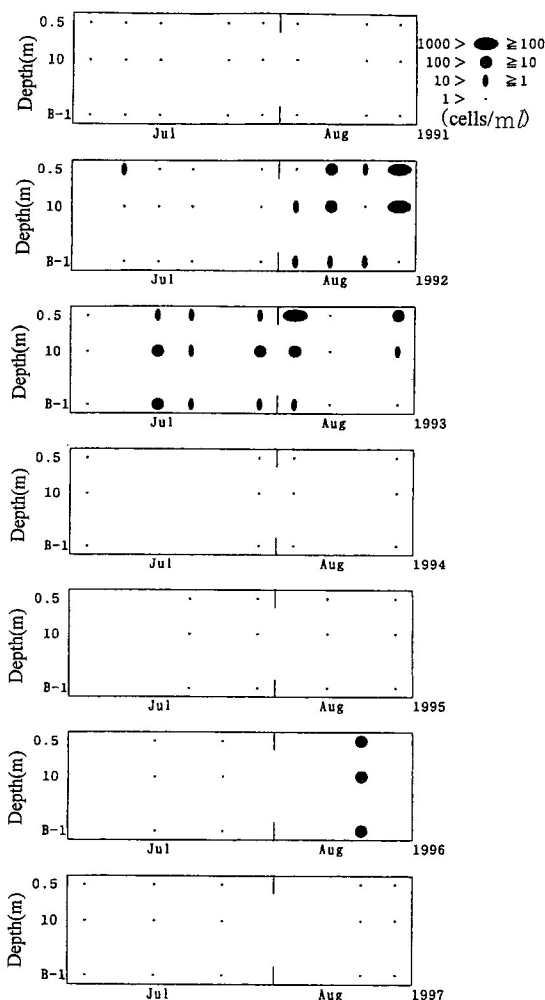 1000 > ≧100
100 > ≧10
10 > ≧1
1 >
(cells/ml)
Depth(m)
0.5
10
B-1
Jul Aug 1991
Depth(m)
0.5
10
B-1
Jul Aug 1992
Depth(m)
0.5
10
B-1
Jul Aug 1993
Depth(m)
0.5
10
B-1
Jul Aug 1994
Depth(m)
0.5
10
B-1
Jul Aug 1995
Depth(m)
0.5
10
B-1
Jul Aug 1996
Depth(m)
0.5
10
B-1
Jul Aug 1997